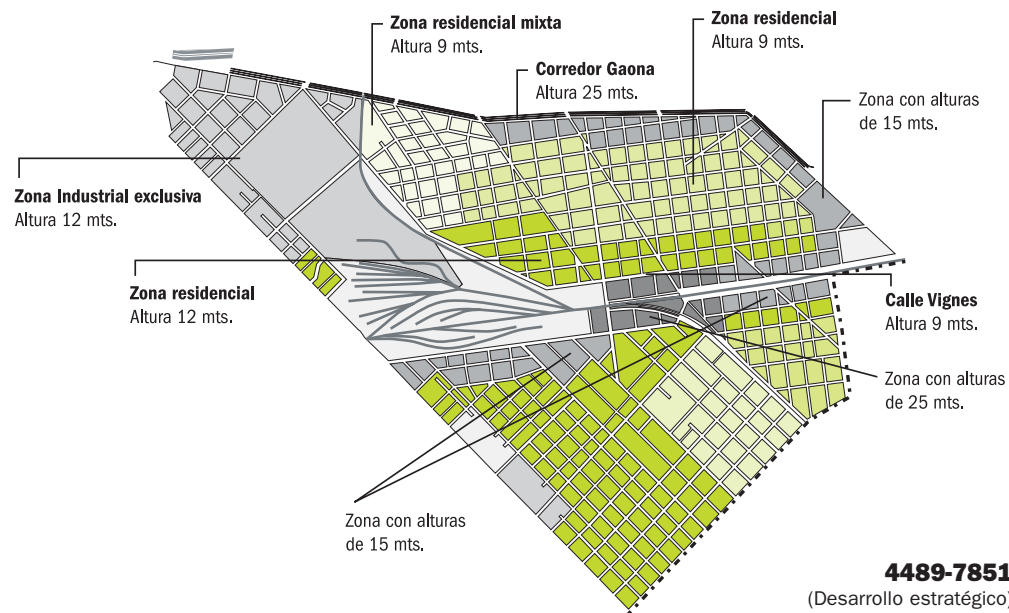 Zona residencial mixta
Altura 9 mts.
Zona residencial
Altura 9 mts.
Corredor Gaona
Altura 25 mts.
Zona con alturas
de 15 mts.
Zona Industrial exclusiva
Altura 12 mts.
Zona residencial
Altura 12 mts.
Calle Vignes
Altura 9 mts.
Zona con alturas
de 25 mts.
Zona con alturas
de 15 mts.
4489-7851
(Desarrollo estratégico)